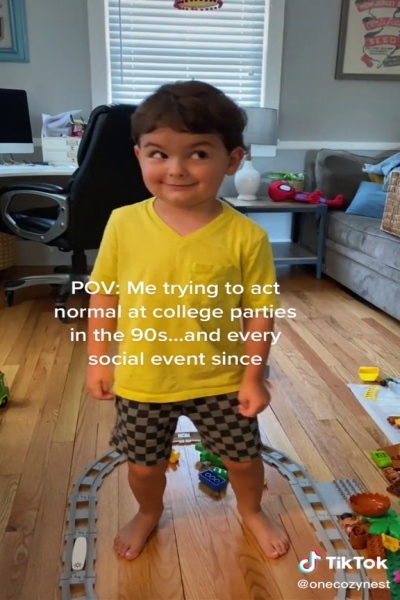 SEED
POV: Me trying to act
normal at college parties
in the 90s...and every
social event since
TikTok
@onecozynest